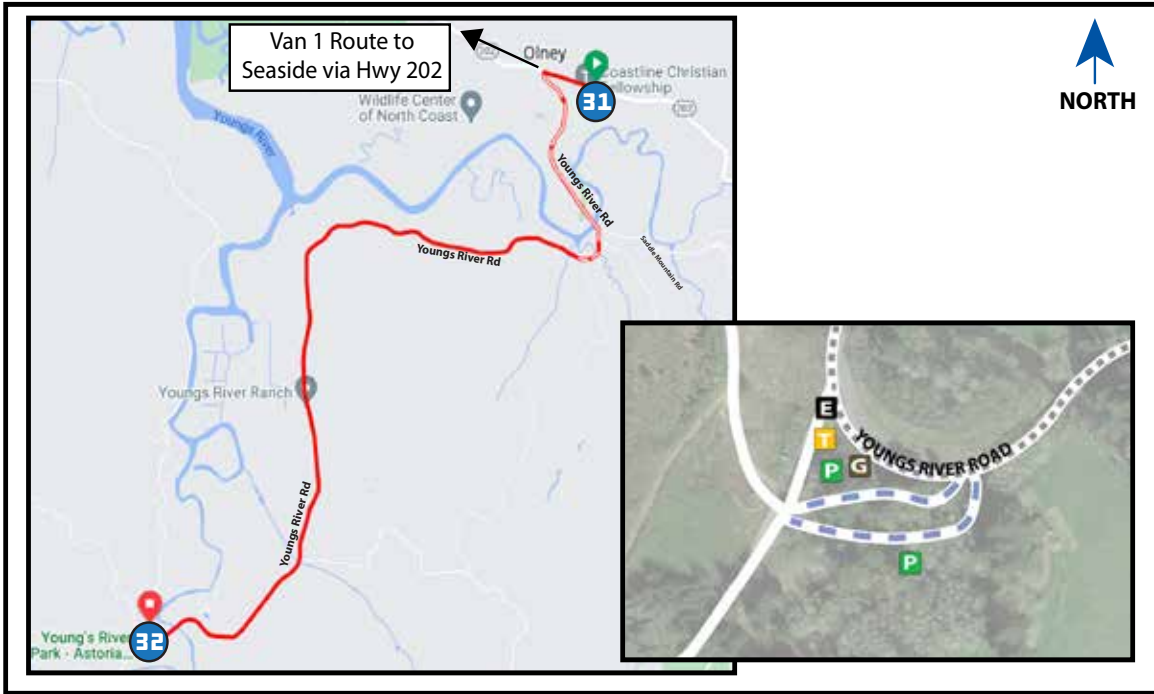 Van 1 Route to
Seaside via Hwy 202
NORTH
202
Olney
Coastline Christian
Fellowship
31
202
Wildlife Center
of North Coast
Youngs River
Youngs River Rd
Saddle Mountain Rd
Youngs River Rd
Youngs River Ranch
Youngs River Rd
Young's River
Park - Astoria...
32
E
T
P
G
YOUNGS RIVER ROAD
P